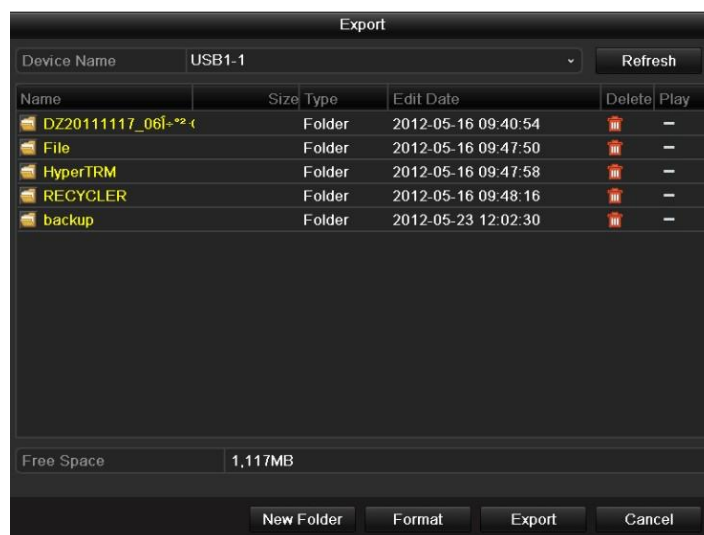 Export
Device Name USB1-1 Refresh
Name Size Type Edit Date Delete Play
DZ20111117_06Î÷°²·( Folder 2012-05-16 09:40:54 –
File Folder 2012-05-16 09:47:50 –
HyperTRM Folder 2012-05-16 09:47:58 –
RECYCLER Folder 2012-05-16 09:48:16 –
backup Folder 2012-05-23 12:02:30 –
Free Space 1,117MB
New Folder Format Export Cancel